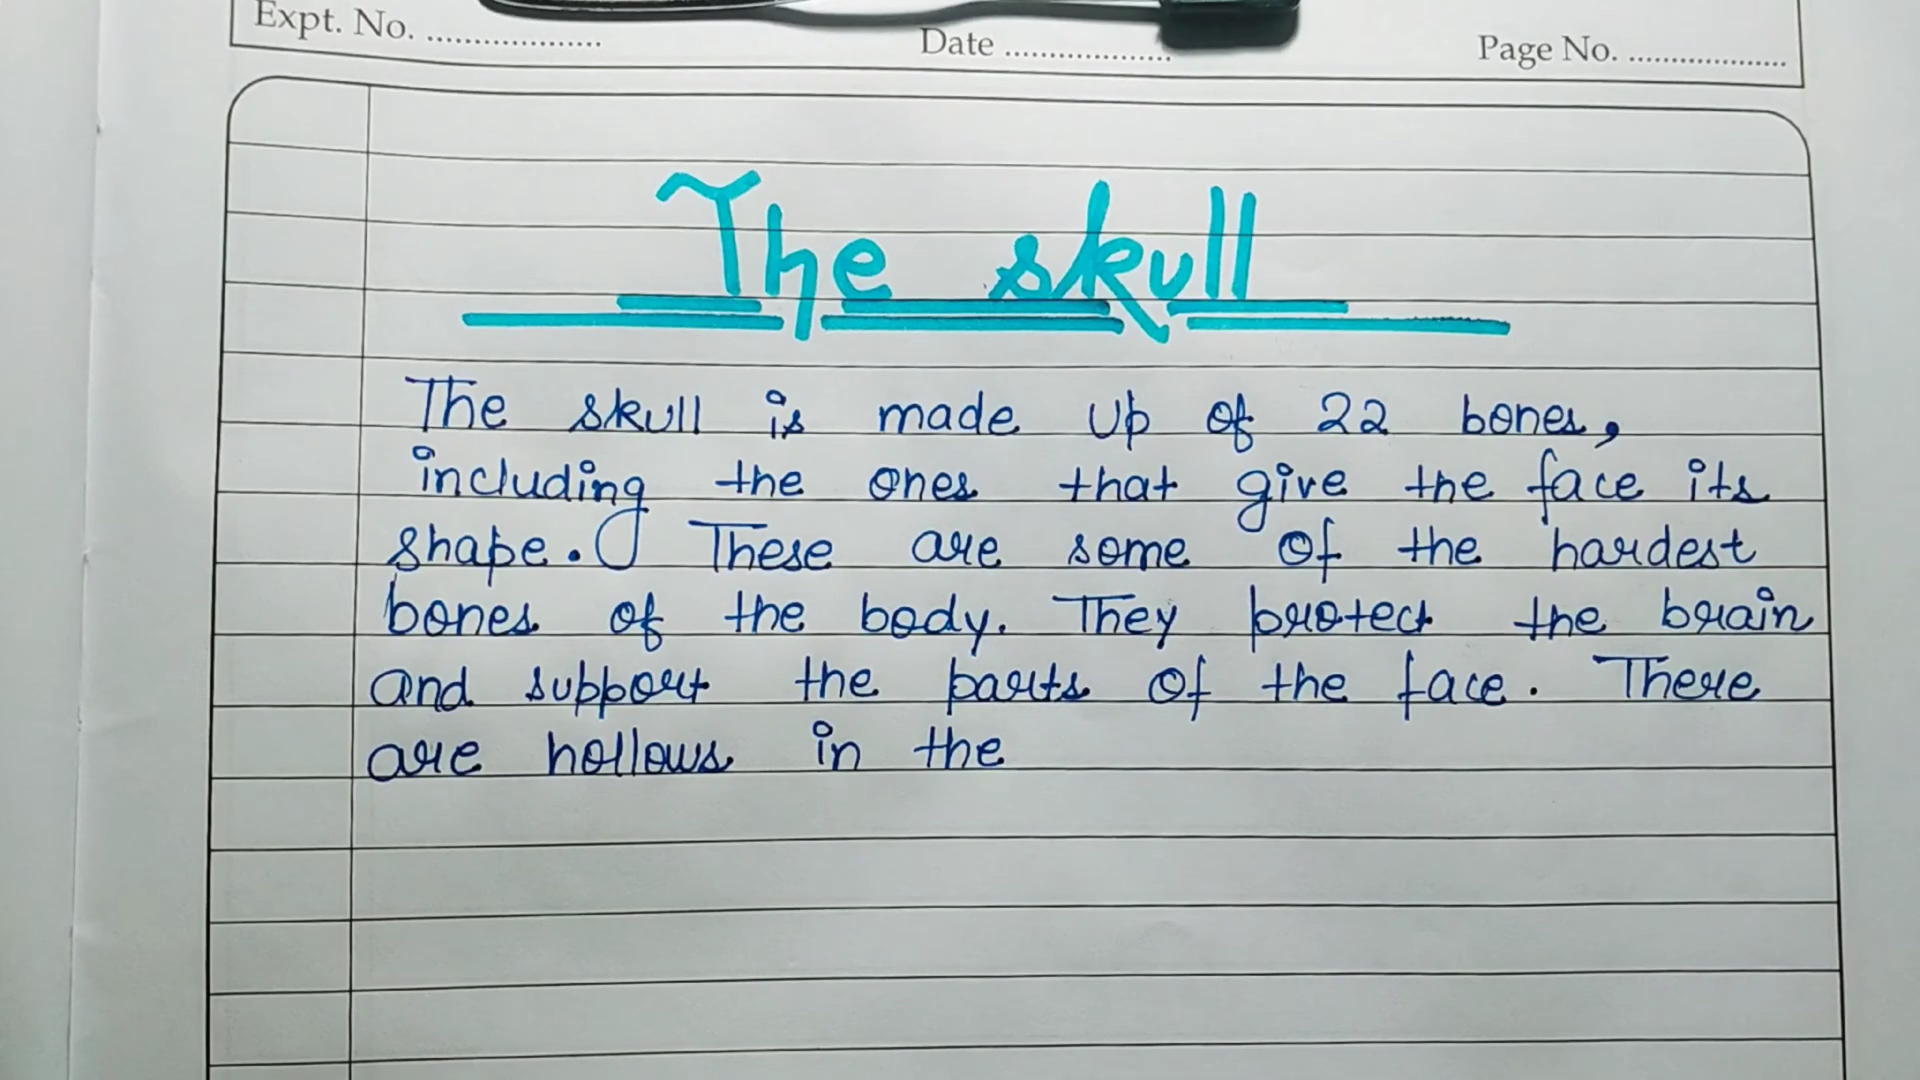 Expt. No. ...................
Date ...................
Page No. ...................
The skull
The skull is made up of 22 bones,
including the ones that give the face its
shape. These are some of the hardest
bones of the body. They protect the brain
and support the parts of the face. There
are hollows in the